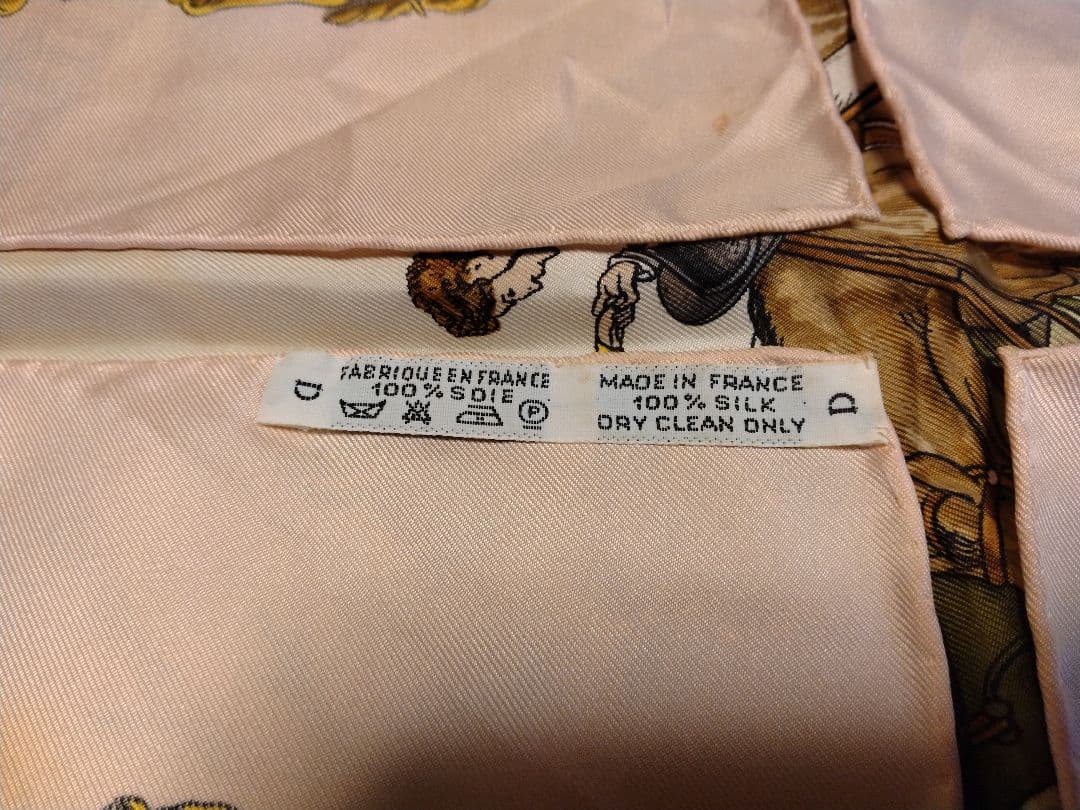 D
FABRIQUE EN FRANCE
100% SOIE
P
MADE IN FRANCE
100% SILK
DRY CLEAN ONLY
D